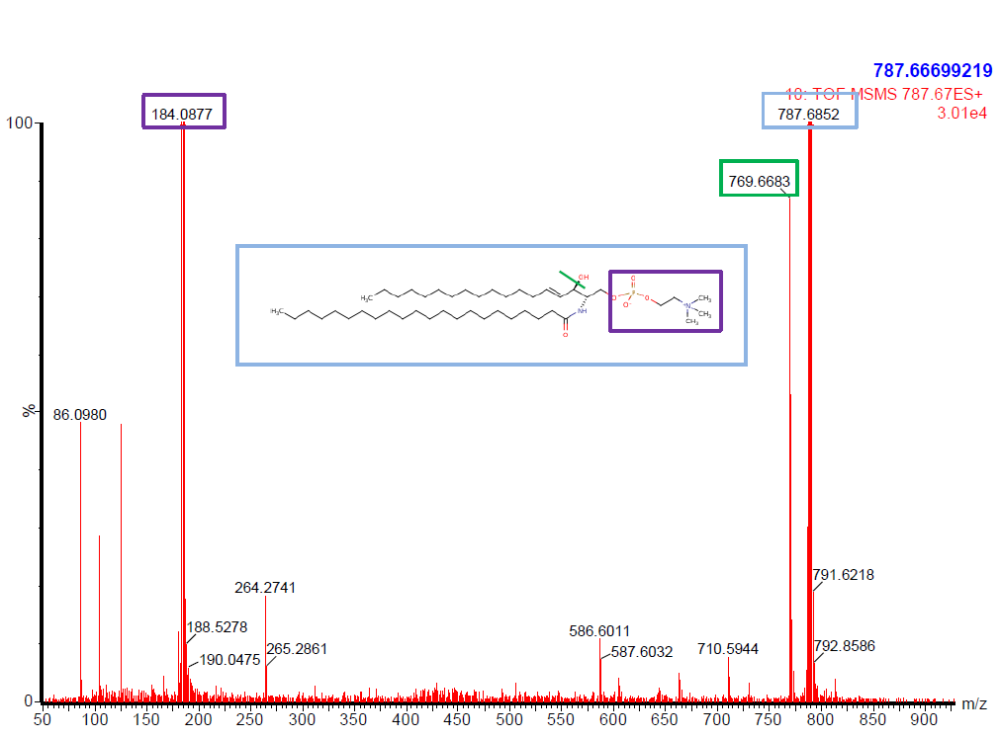 787.66699219
10: TOF MSMS 787.67ES+
3.01e4
100
184.0877
787.6852
769.6683
OH
O
H₃C
O
P
O
O⁻
N⁺
CH₃
CH₃
CH₃
H₃C
NH
O
%
86.0980
264.2741
791.6218
188.5278
586.6011
265.2861
587.6032
710.5944
792.8586
190.0475
0
50 100 150 200 250 300 350 400 450 500 550 600 650 700 750 800 850 900
m/z